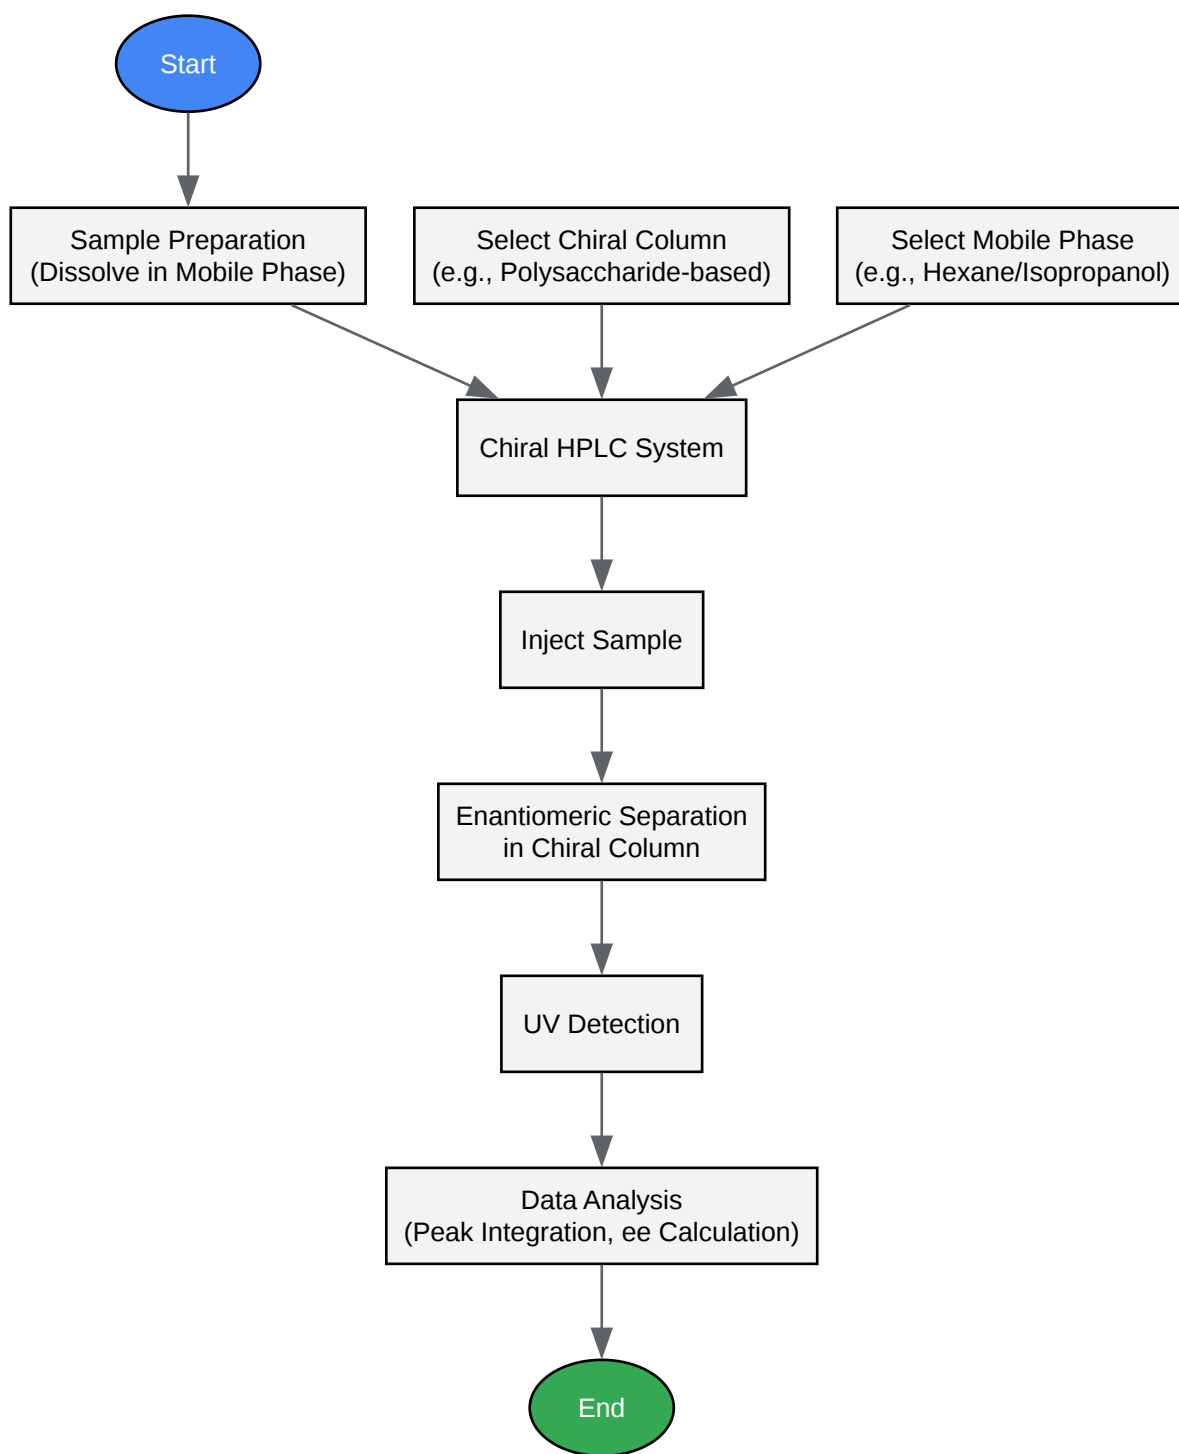 Start
Sample Preparation
(Dissolve in Mobile Phase)
Select Chiral Column
(e.g., Polysaccharide-based)
Select Mobile Phase
(e.g., Hexane/Isopropanol)
Chiral HPLC System
Inject Sample
Enantiomeric Separation
in Chiral Column
UV Detection
Data Analysis
(Peak Integration, ee Calculation)
End